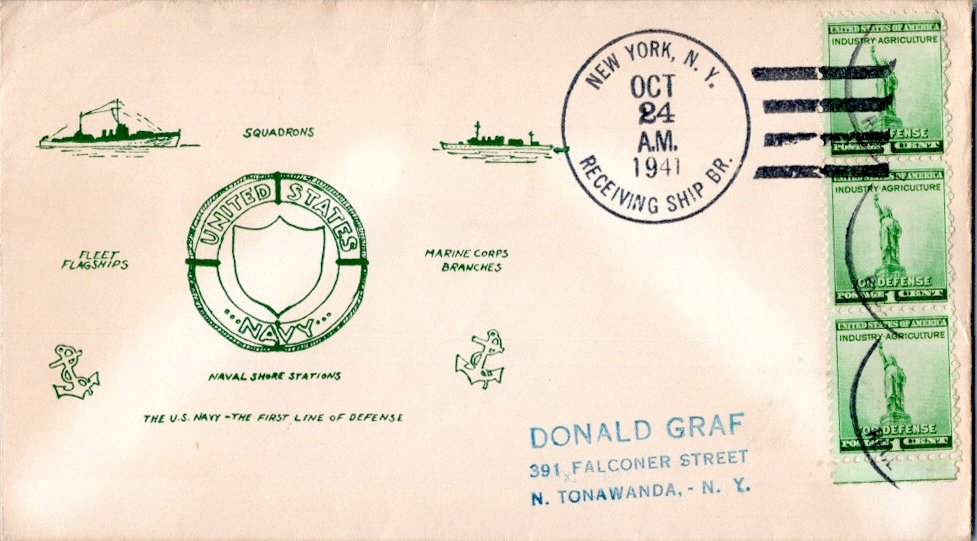 SQUADRONS
FLEET
FLAGSHIPS
UNITED STATES
NAVY
MARINE CORPS
BRANCHES
NAVAL SHORE STATIONS
THE U.S. NAVY - THE FIRST LINE OF DEFENSE
NEW YORK, N.Y.
OCT
24
A.M.
1941
RECEIVING SHIP BR.
UNITED STATES OF AMERICA
INDUSTRY·AGRICULTURE
DEFENSE
POSTAGE 1 CENT
UNITED STATES OF AMERICA
INDUSTRY·AGRICULTURE
FOR DEFENSE
POSTAGE 1 CENT
UNITED STATES OF AMERICA
INDUSTRY·AGRICULTURE
FOR DEFENSE
POSTAGE 1 CENT
DONALD GRAF
391 FALCONER STREET
N. TONAWANDA, - N. Y.